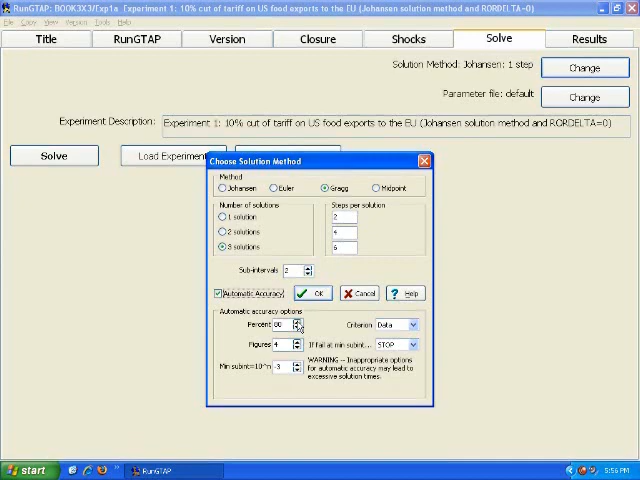 RunGTAP: BOOK3X3/Exp1a Experiment 1: 10% cut of tariff on US food exports to the EU (Johansen solution method and RORDELTA=0)
File Copy View Version Tools Help
Title RunGTAP Version Closure Shocks Solve Results
Solution Method: Johansen: 1 step Change
Parameter file: default Change
Experiment Description: Experiment 1: 10% cut of tariff on US food exports to the EU (Johansen solution method and RORDELTA=0)
Solve Load Experiment
Choose Solution Method
Method
Johansen Euler Gragg Midpoint
Number of solutions Steps per solution
1 solution 2
2 solutions 4
3 solutions 6
Sub-intervals 2
Automatic Accuracy OK Cancel ? Help
Automatic accuracy options
Percent 80 Criterion Data
Figures 4 If fail at min subint... STOP
Min subint=10^n -3 WARNING -- Inappropriate options
for automatic accuracy may lead to
excessive solution times.
start RunGTAP 5:56 PM